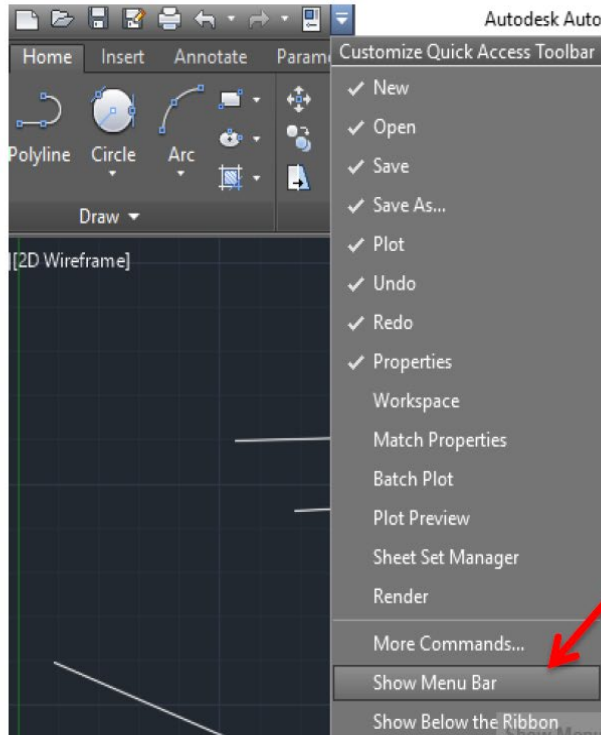 Autodesk Auto
Home Insert Annotate Param
Customize Quick Access Toolbar
New
Open
Save
Save As...
Plot
Undo
Redo
Properties
Workspace
Match Properties
Batch Plot
Plot Preview
Sheet Set Manager
Render
More Commands...
Show Menu Bar
Show Below the Ribbon
Polyline Circle Arc
Draw
[2D Wireframe]
Show Menu